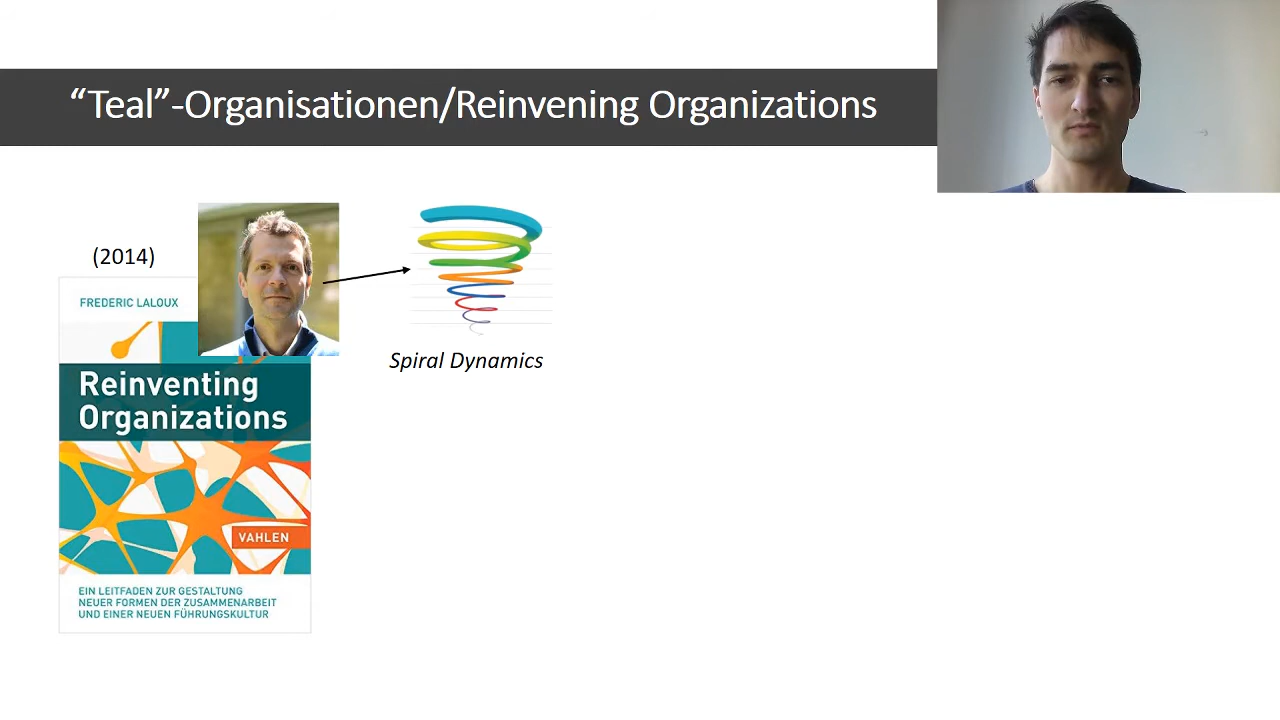 “Teal”-Organisationen/Reinvening Organizations
(2014)
FREDERIC LALOUX
Reinventing
Organizations
VAHLEN
EIN LEITFADEN ZUR GESTALTUNG
NEUER FORMEN DER ZUSAMMENARBEIT
UND EINER NEUEN FÜHRUNGSKULTUR
Spiral Dynamics